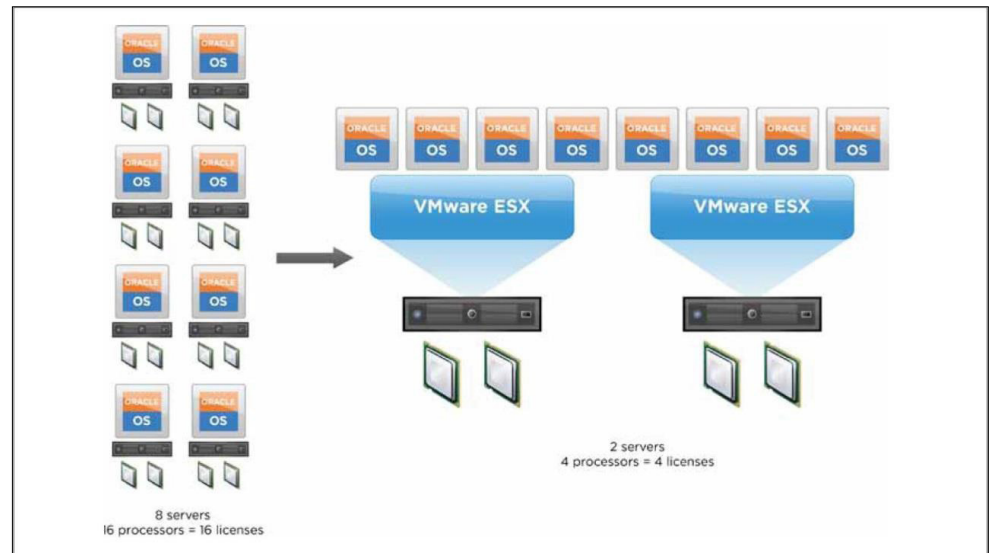 ORACLE ORACLE
OS OS
ORACLE ORACLE ORACLE ORACLE ORACLE ORACLE ORACLE ORACLE
OS OS OS OS OS OS OS OS
ORACLE ORACLE
OS OS
VMware ESX VMware ESX
ORACLE ORACLE
OS OS
ORACLE ORACLE
OS OS
2 servers
4 processors = 4 licenses
8 servers
16 processors = 16 licenses